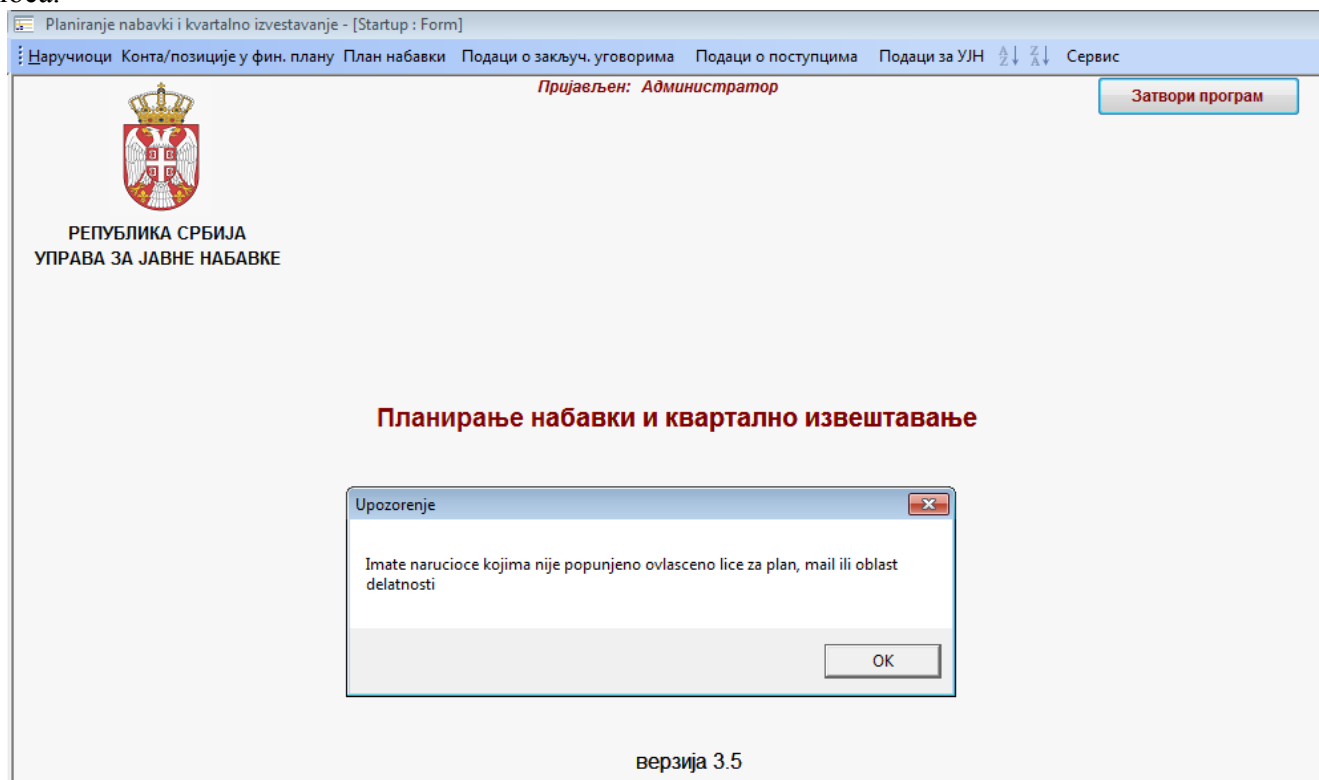 Planiranje nabavki i kvartalno izvestavanje - [Startup : Form]
Наручиоци Конта/позиције у фин. плану План набавки Подаци о закључ. уговорима Подаци о поступцима Подаци за УЈН Сервис
Пријављен: Администратор
Затвори програм
РЕПУБЛИКА СРБИЈА
УПРАВА ЗА ЈАВНЕ НАБАВКЕ
Планирање набавки и квартално извештавање
Upozorenje
Imate narucioce kojima nije popunjeno ovlasceno lice za plan, mail ili oblast
delatnosti
OK
верзија 3.5